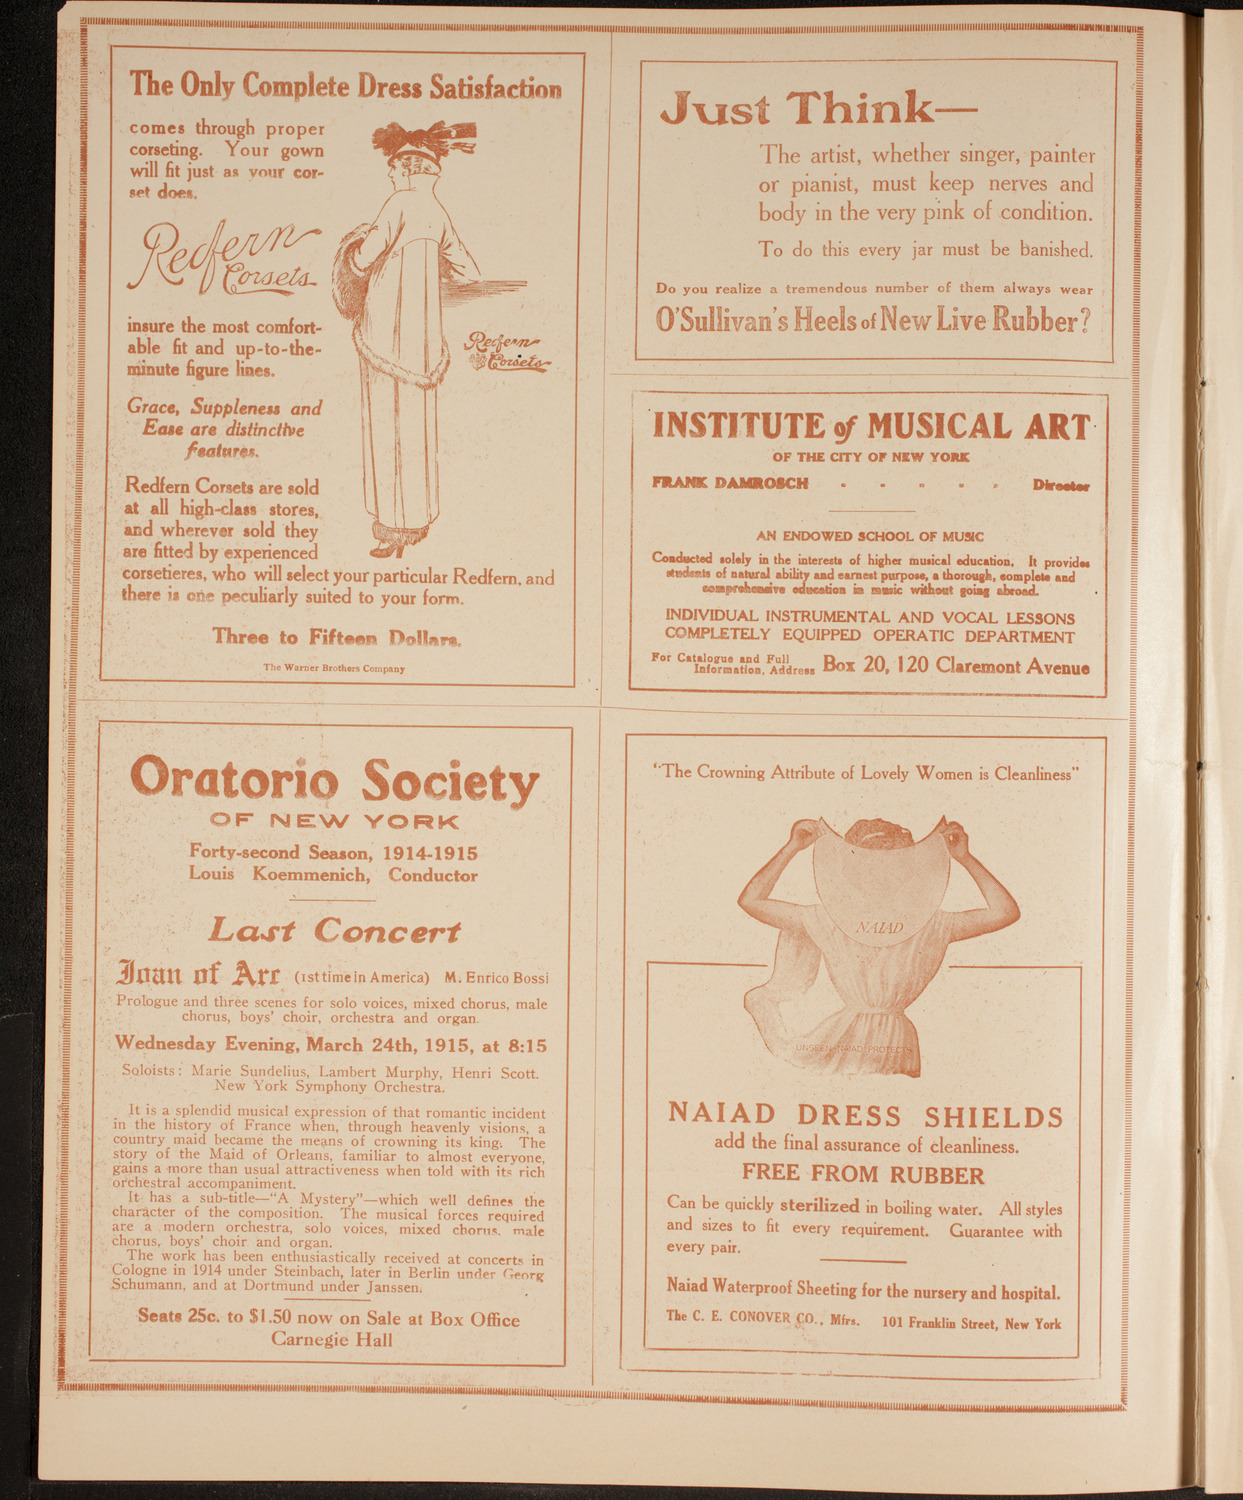 The Only Complete Dress Satisfaction
comes through proper
corseting. Your gown
will fit just as your cor-
set does.
Redfern
Corsets
insure the most comfort-
able fit and up-to-the-
minute figure lines.
Grace, Suppleness and
Ease are distinctive
features.
Redfern Corsets are sold
at all high-class stores,
and wherever sold they
are fitted by experienced
corsetieres, who will select your particular Redfern, and
there is one peculiarly suited to your form.
Three to Fifteen Dollars.
The Warner Brothers Company
Redfern
Corsets
Just Think—
The artist, whether singer, painter
or pianist, must keep nerves and
body in the very pink of condition.
To do this every jar must be banished.
Do you realize a tremendous number of them always wear
O'Sullivan's Heels of New Live Rubber?
INSTITUTE of MUSICAL ART
OF THE CITY OF NEW YORK
FRANK DAMROSCH - - - - - Director
AN ENDOWED SCHOOL OF MUSIC
Conducted solely in the interests of higher musical education. It provides
students of natural ability and earnest purpose, a thorough, complete and
comprehensive education in music without going abroad.
INDIVIDUAL INSTRUMENTAL AND VOCAL LESSONS
COMPLETELY EQUIPPED OPERATIC DEPARTMENT
For Catalogue and Full
Information, Address Box 20, 120 Claremont Avenue
Oratorio Society
OF NEW YORK
Forty-second Season, 1914-1915
Louis Koemmenich, Conductor
Last Concert
Joan of Arc (1st time in America) M. Enrico Bossi
Prologue and three scenes for solo voices, mixed chorus, male
chorus, boys' choir, orchestra and organ.
Wednesday Evening, March 24th, 1915, at 8:15
Soloists: Marie Sundelius, Lambert Murphy, Henri Scott.
New York Symphony Orchestra.
It is a splendid musical expression of that romantic incident
in the history of France when, through heavenly visions, a
country maid became the means of crowning its king. The
story of the Maid of Orleans, familiar to almost everyone,
gains a more than usual attractiveness when told with its rich
orchestral accompaniment.
It has a sub-title—"A Mystery"—which well defines the
character of the composition. The musical forces required
are a modern orchestra, solo voices, mixed chorus, male
chorus, boys' choir and organ.
The work has been enthusiastically received at concerts in
Cologne in 1914 under Steinbach, later in Berlin under Georg
Schumann, and at Dortmund under Janssen.
Seats 25c. to $1.50 now on Sale at Box Office
Carnegie Hall
"The Crowning Attribute of Lovely Women is Cleanliness"
NAIAD
UNSEEN NAIAD PROTECTS
NAIAD DRESS SHIELDS
add the final assurance of cleanliness.
FREE FROM RUBBER
Can be quickly sterilized in boiling water. All styles
and sizes to fit every requirement. Guarantee with
every pair.
Naiad Waterproof Sheeting for the nursery and hospital.
The C. E. CONOVER CO., Mfrs. 101 Franklin Street, New York